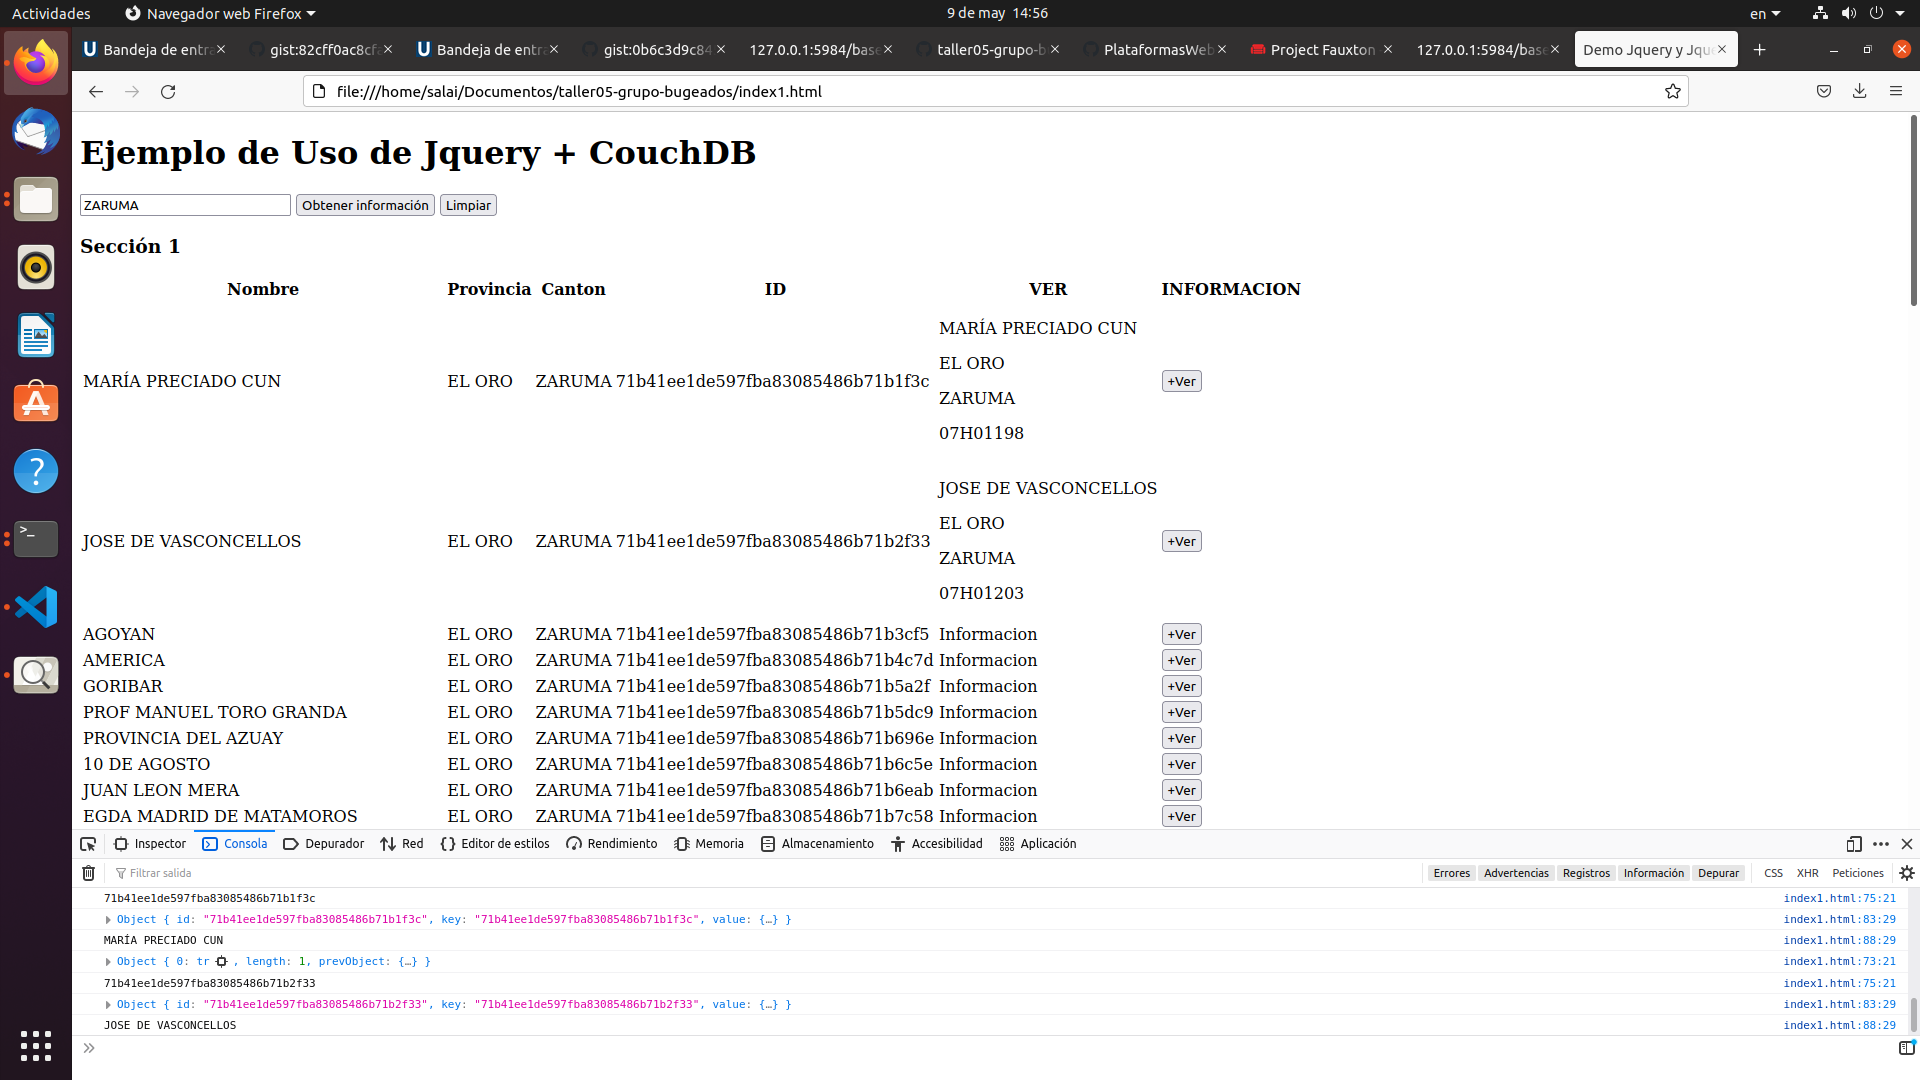 Actividades
Navegador web Firefox
9 de may 14:56
en
Bandeja de entra
gist:82cff0ac8cfa
Bandeja de entra
gist:0b6c3d9c84
127.0.0.1:5984/base
taller05-grupo-b
PlataformasWeb
Project Fauxton
127.0.0.1:5984/base
Demo Jquery y Jque
file:///home/salai/Documentos/taller05-grupo-bugeados/index1.html
Ejemplo de Uso de Jquery + CouchDB
ZARUMA Obtener información Limpiar
Sección 1
Nombre Provincia Canton ID VER INFORMACION
MARÍA PRECIADO CUN EL ORO ZARUMA 71b41ee1de597fba83085486b71b1f3c
MARÍA PRECIADO CUN
EL ORO
ZARUMA
07H01198
+Ver
JOSE DE VASCONCELLOS EL ORO ZARUMA 71b41ee1de597fba83085486b71b2f33
JOSE DE VASCONCELLOS
EL ORO
ZARUMA
07H01203
+Ver
AGOYAN EL ORO ZARUMA 71b41ee1de597fba83085486b71b3cf5 Informacion +Ver
AMERICA EL ORO ZARUMA 71b41ee1de597fba83085486b71b4c7d Informacion +Ver
GORIBAR EL ORO ZARUMA 71b41ee1de597fba83085486b71b5a2f Informacion +Ver
PROF MANUEL TORO GRANDA EL ORO ZARUMA 71b41ee1de597fba83085486b71b5dc9 Informacion +Ver
PROVINCIA DEL AZUAY EL ORO ZARUMA 71b41ee1de597fba83085486b71b696e Informacion +Ver
10 DE AGOSTO EL ORO ZARUMA 71b41ee1de597fba83085486b71b6c5e Informacion +Ver
JUAN LEON MERA EL ORO ZARUMA 71b41ee1de597fba83085486b71b6eab Informacion +Ver
EGDA MADRID DE MATAMOROS EL ORO ZARUMA 71b41ee1de597fba83085486b71b7c58 Informacion +Ver
Inspector Consola Depurador Red Editor de estilos Rendimiento Memoria Almacenamiento Accesibilidad Aplicación
Filtrar salida Errores Advertencias Registros Información Depurar CSS XHR Peticiones
71b41ee1de597fba83085486b71b1f3c index1.html:75:21
Object { id: "71b41ee1de597fba83085486b71b1f3c", key: "71b41ee1de597fba83085486b71b1f3c", value: {…} } index1.html:83:29
MARÍA PRECIADO CUN index1.html:88:29
Object { 0: tr , length: 1, prevObject: {…} } index1.html:73:21
71b41ee1de597fba83085486b71b2f33 index1.html:75:21
Object { id: "71b41ee1de597fba83085486b71b2f33", key: "71b41ee1de597fba83085486b71b2f33", value: {…} } index1.html:83:29
JOSE DE VASCONCELLOS index1.html:88:29